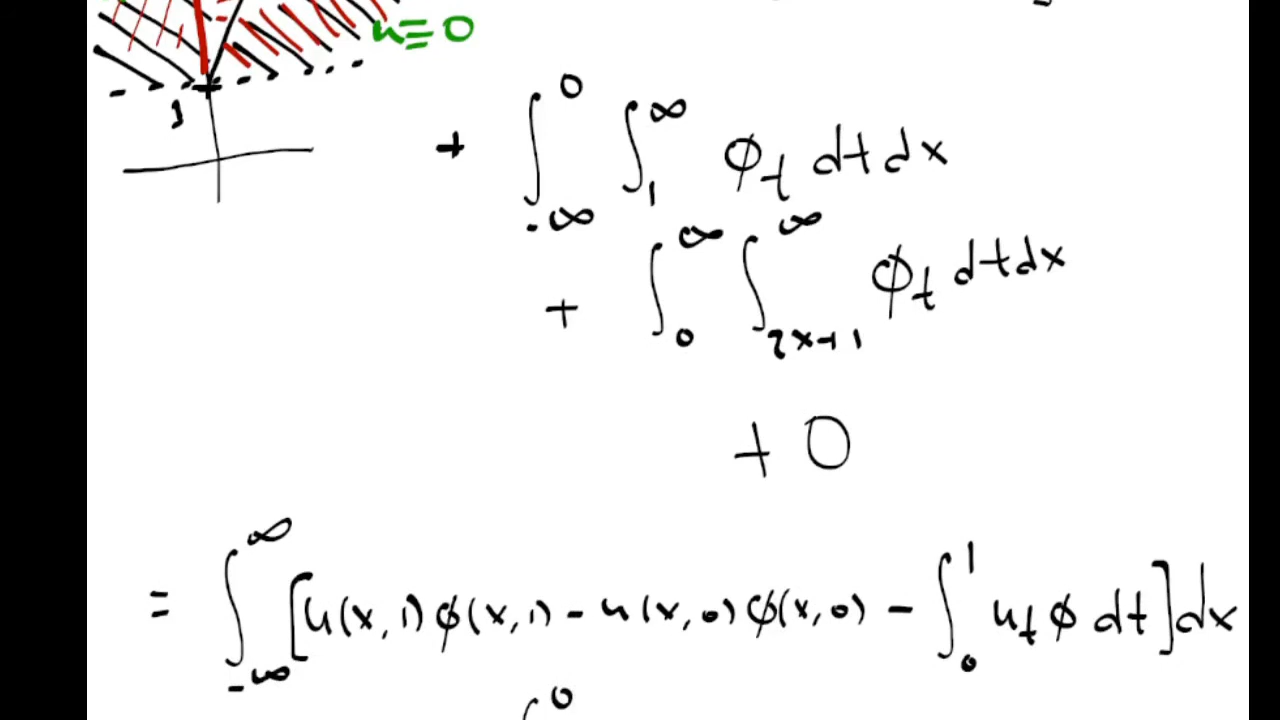 u≡0
1
+ ∫_{-∞}^{0} ∫_{1}^{∞} ϕ_t dt dx
+ ∫_{0}^{∞} ∫_{2x+1}^{∞} ϕ_t dt dx
+ 0
= ∫_{-∞}^{∞} [u(x,1)ϕ(x,1) - u(x,0)ϕ(x,0) - ∫_{0}^{1} u_t ϕ dt] dx
∫^{0}